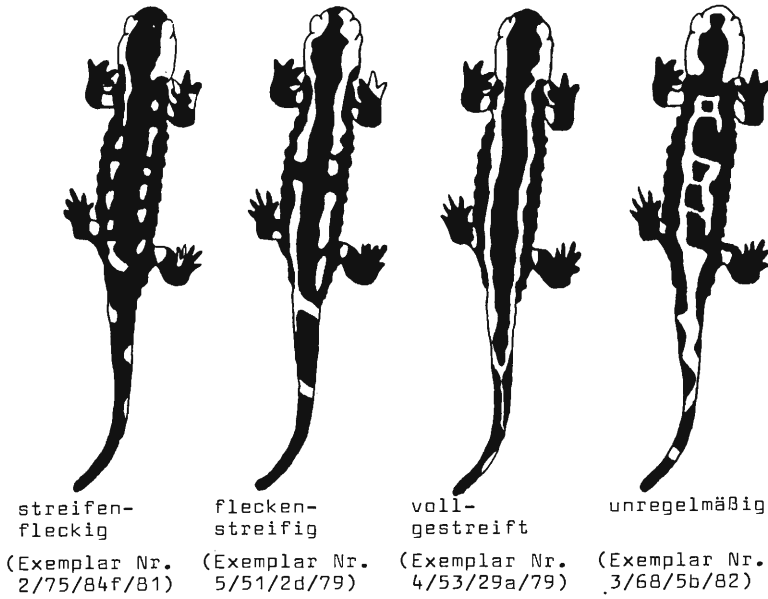 streifen-
fleckig
(Exemplar Nr.
2/75/84f/81)
flecken-
streifig
(Exemplar Nr.
5/51/2d/79)
voll-
gestreift
(Exemplar Nr.
4/53/29a/79)
unregelmäßig
(Exemplar Nr.
3/68/5b/82)